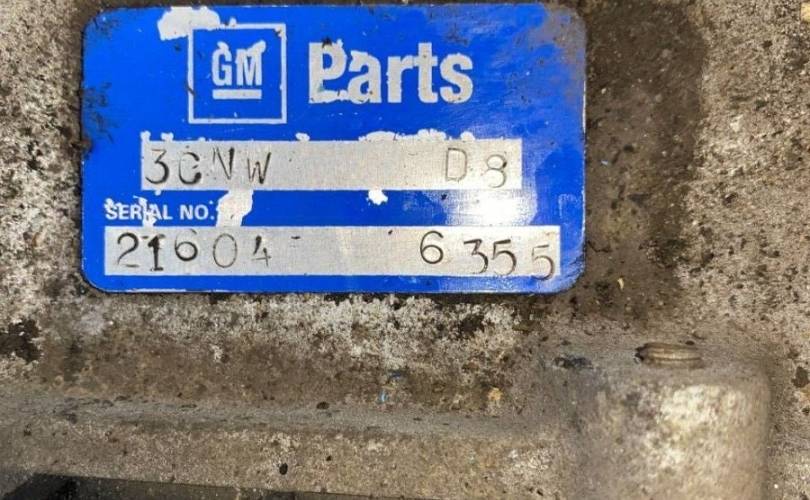 GM Parts
3CNW D8
SERIAL NO.
21604 6355